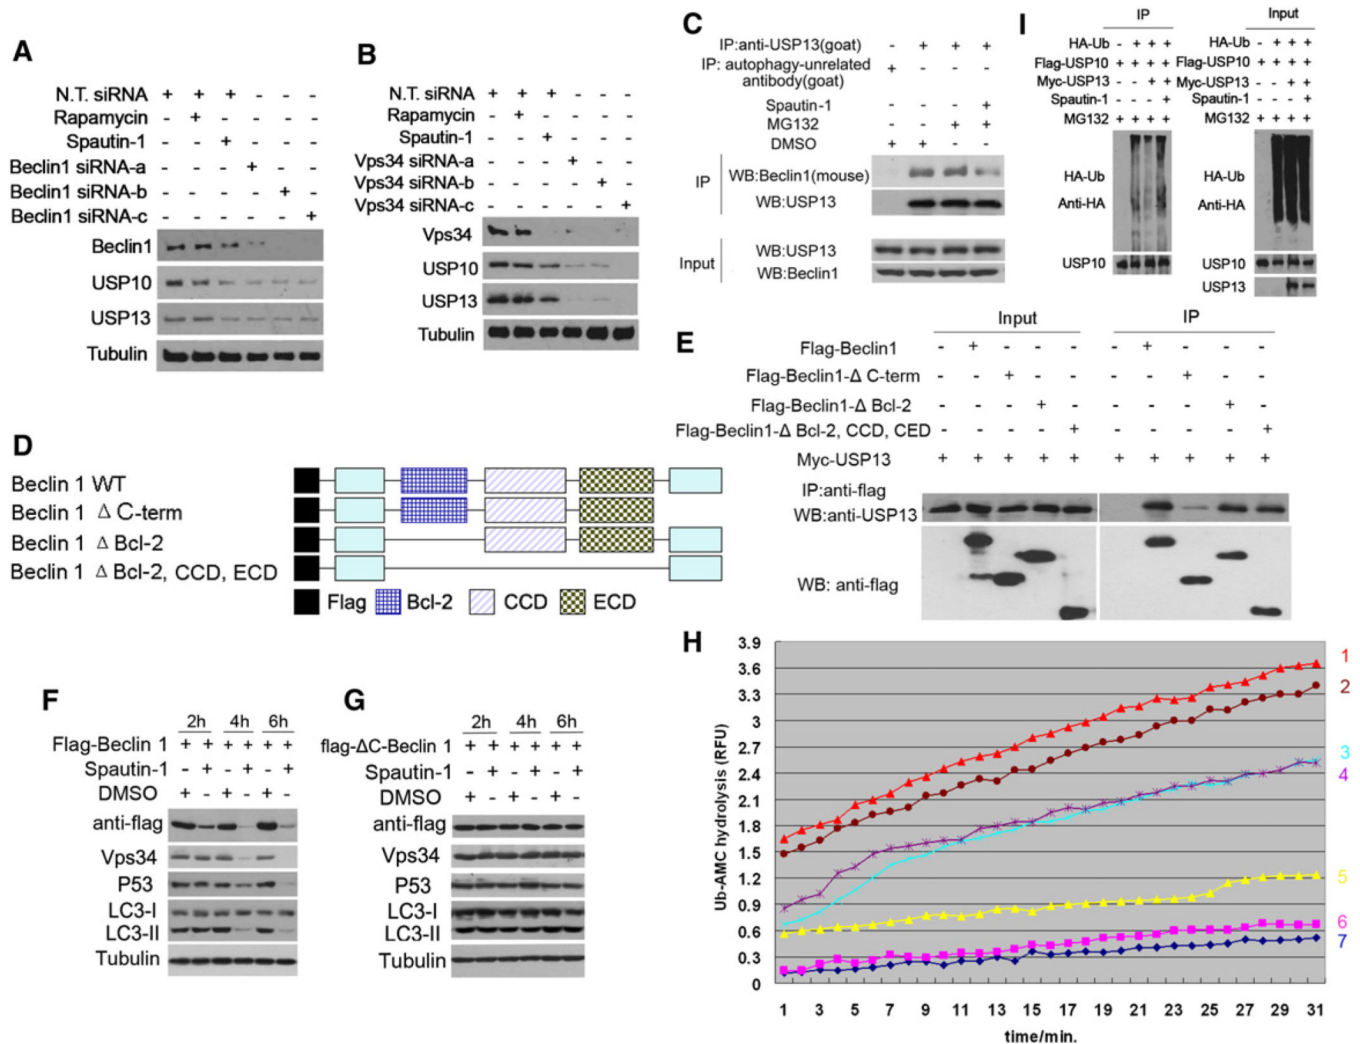 A
N.T. siRNA + + + - - -
Rapamycin - + - - - -
Spautin-1 - - + - - -
Beclin1 siRNA-a - - - + - -
Beclin1 siRNA-b - - - - + -
Beclin1 siRNA-c - - - - - +
Beclin1
USP10
USP13
Tubulin
B
N.T. siRNA + + + - - -
Rapamycin - + - - - -
Spautin-1 - - + - - -
Vps34 siRNA-a - - - + - -
Vps34 siRNA-b - - - - + -
Vps34 siRNA-c - - - - - +
Vps34
USP10
USP13
Tubulin
C
IP:anti-USP13(goat) - + + +
IP: autophagy-unrelated
antibody(goat) + - - -
Spautin-1 - - - +
MG132 - - + +
DMSO + + - -
IP
WB:Beclin1(mouse)
WB:USP13
Input
WB:USP13
WB:Beclin1
I
IP
HA-Ub - + + +
Flag-USP10 + + + +
Myc-USP13 - - + +
Spautin-1 - - - +
MG132 + + + +
HA-Ub
Anti-HA
USP10
Input
HA-Ub - + + +
Flag-USP10 + + + +
Myc-USP13 - - + +
Spautin-1 - - - +
MG132 + + + +
HA-Ub
Anti-HA
USP10
USP13
D
Beclin 1 WT
Beclin 1 Δ C-term
Beclin 1 Δ Bcl-2
Beclin 1 Δ Bcl-2, CCD, ECD
Flag Bcl-2 CCD ECD
E
Input IP
Flag-Beclin1 - + - - - - + - - -
Flag-Beclin1-Δ C-term - - + - - - - + - -
Flag-Beclin1-Δ Bcl-2 - - - + - - - - + -
Flag-Beclin1-Δ Bcl-2, CCD, CED - - - - + - - - - +
Myc-USP13 + + + + + + + + + +
IP:anti-flag
WB:anti-USP13
WB: anti-flag
F
2h 4h 6h
Flag-Beclin 1 + + + + + +
Spautin-1 - + - + - +
DMSO + - + - + -
anti-flag
Vps34
P53
LC3-I
LC3-II
Tubulin
G
2h 4h 6h
flag-ΔC-Beclin 1 + + + + + +
Spautin-1 - + - + - +
DMSO + - + - + -
anti-flag
Vps34
P53
LC3-I
LC3-II
Tubulin
H
Ub-AMC hydrolysis (RFU)
3.9
3.6
3.3
3
2.7
2.4
2.1
1.8
1.5
1.2
0.9
0.6
0.3
0
1
2
3
4
5
6
7
1 3 5 7 9 11 13 15 17 19 21 23 25 27 29 31
time/min.